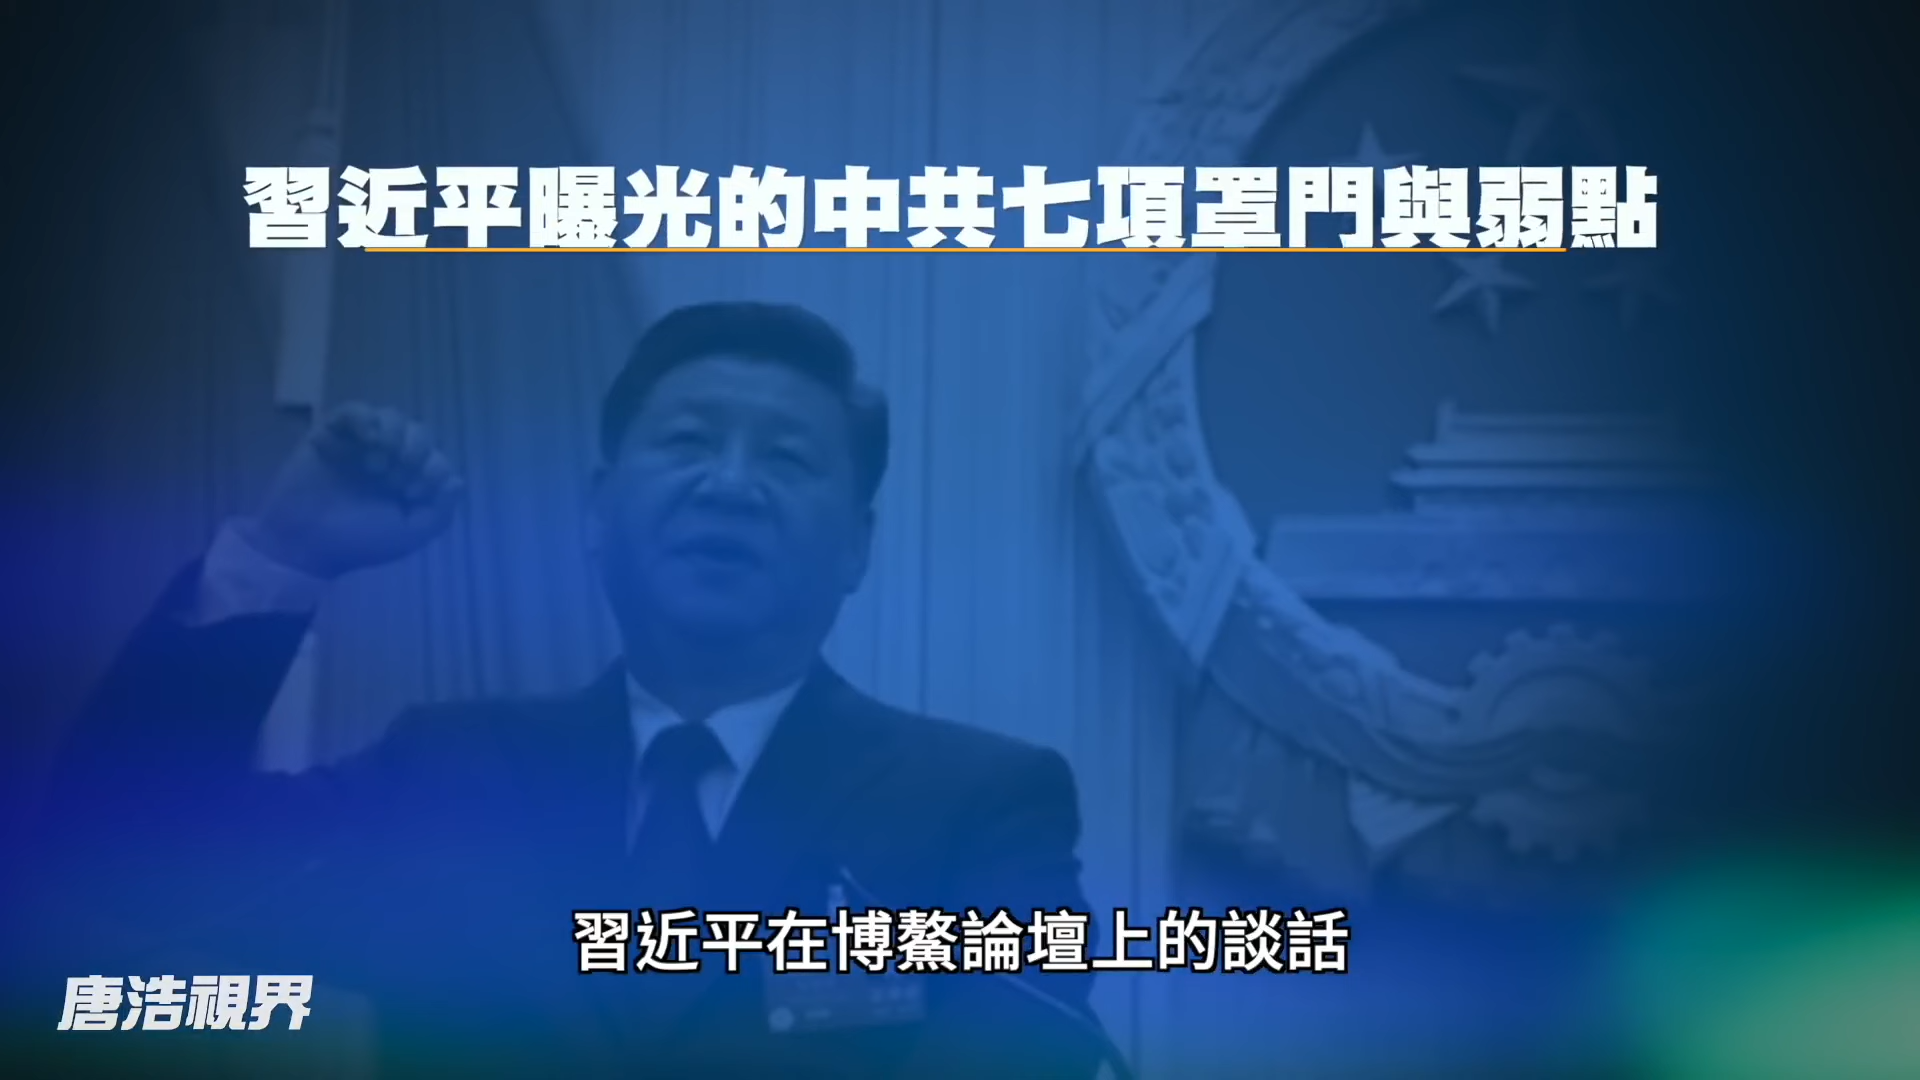 習近平曝光的中共七項罩門與弱點
習近平在博鰲論壇上的談話
唐浩視界